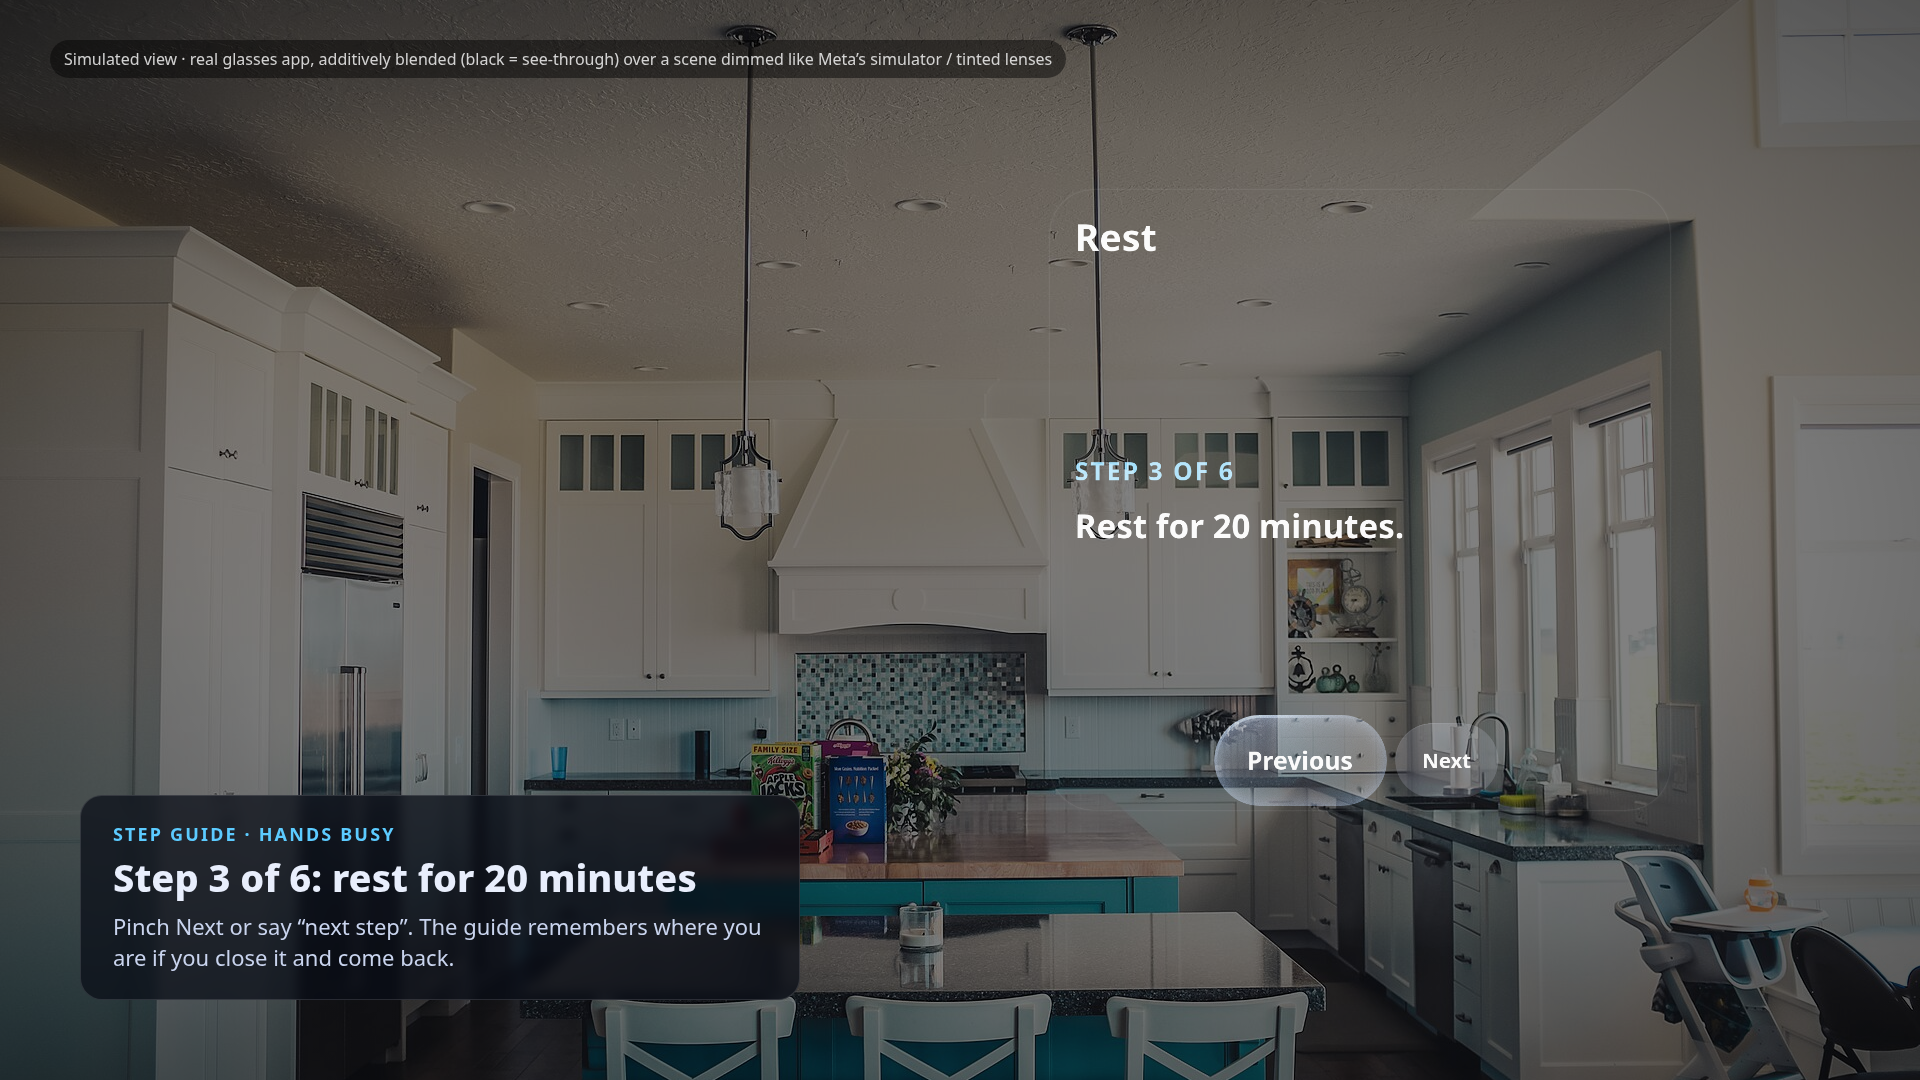 Simulated view · real glasses app, additively blended (black = see-through) over a scene dimmed like Meta’s simulator / tinted lenses
Rest
STEP 3 OF 6
Rest for 20 minutes.
Previous
Next
FAMILY SIZE
Kellogg's
APPLE
JACKS
STEP GUIDE · HANDS BUSY
Step 3 of 6: rest for 20 minutes
Pinch Next or say “next step”. The guide remembers where you
are if you close it and come back.